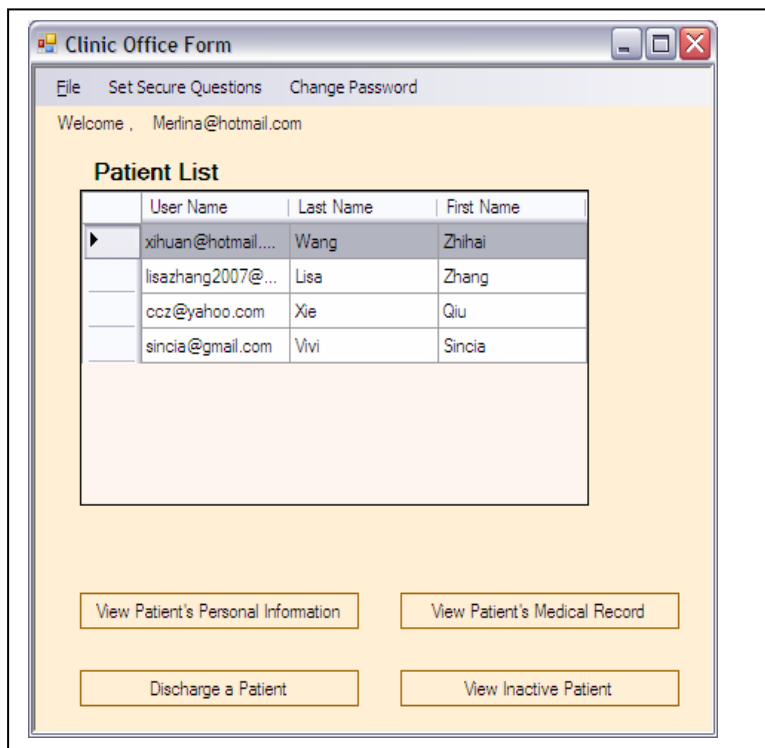 Clinic Office Form
File Set Secure Questions Change Password
Welcome , Merlina@hotmail.com
Patient List
User Name Last Name First Name
xihuan@hotmail.... Wang Zhihai
lisazhang2007@... Lisa Zhang
ccz@yahoo.com Xie Qiu
sincia@gmail.com Vivi Sincia
View Patient's Personal Information View Patient's Medical Record
Discharge a Patient View Inactive Patient